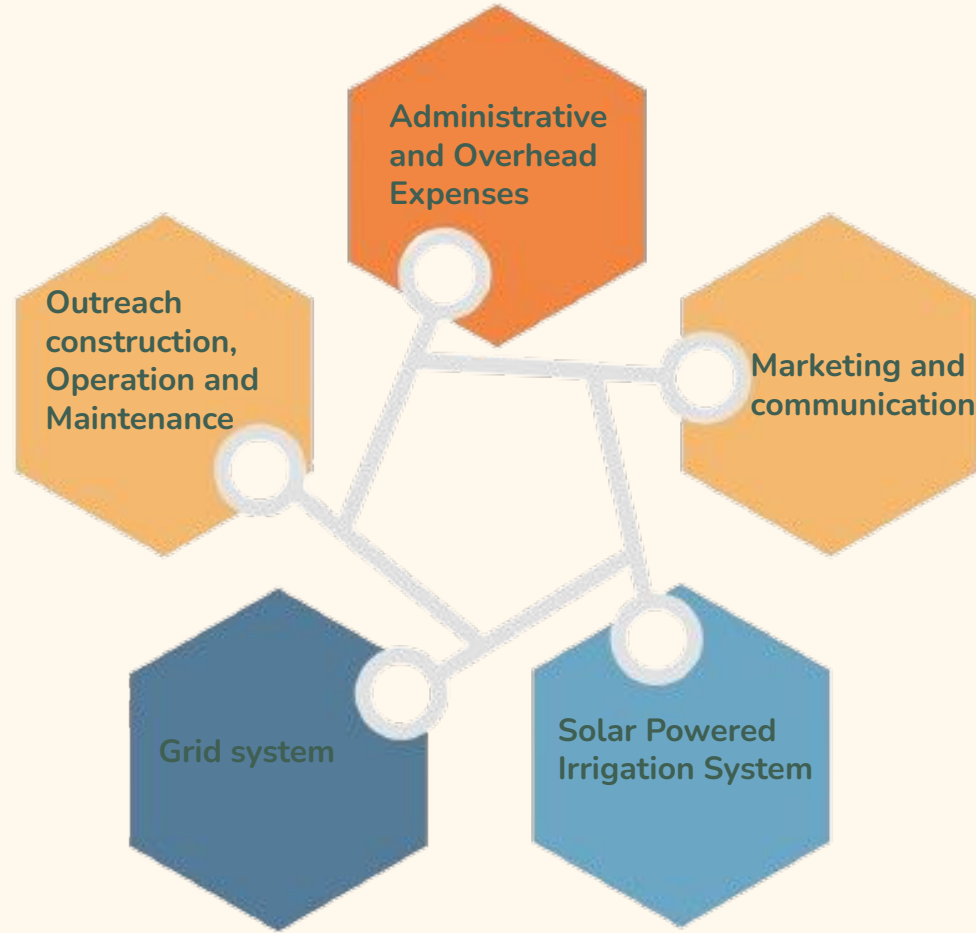 Administrative
and Overhead
Expenses
Outreach
construction,
Operation and
Maintenance
Marketing and
communication
Grid system
Solar Powered
Irrigation System